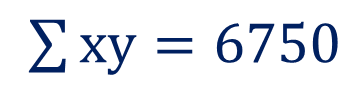 ∑ xy = 6750